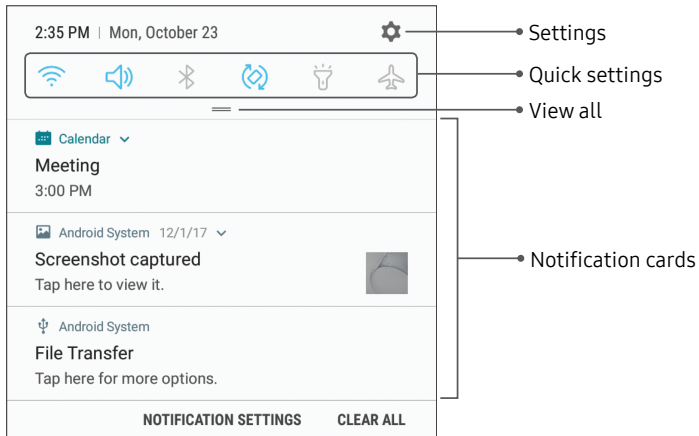 2:35 PM | Mon, October 23
Settings
Quick settings
View all
Calendar
Meeting
3:00 PM
Android System 12/1/17
Screenshot captured
Tap here to view it.
Notification cards
Android System
File Transfer
Tap here for more options.
NOTIFICATION SETTINGS CLEAR ALL